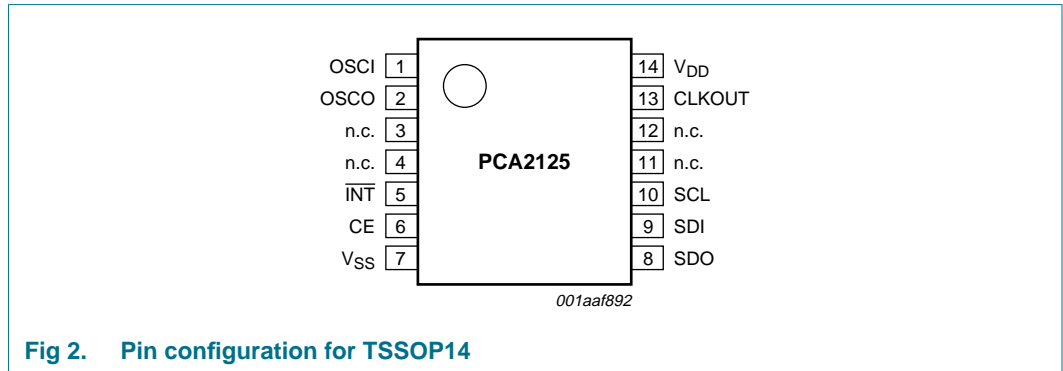 OSCI 1
OSCO 2
n.c. 3
n.c. 4
INT 5
CE 6
VSS 7
PCA2125
14 VDD
13 CLKOUT
12 n.c.
11 n.c.
10 SCL
9 SDI
8 SDO
001aaf892
Fig 2. Pin configuration for TSSOP14